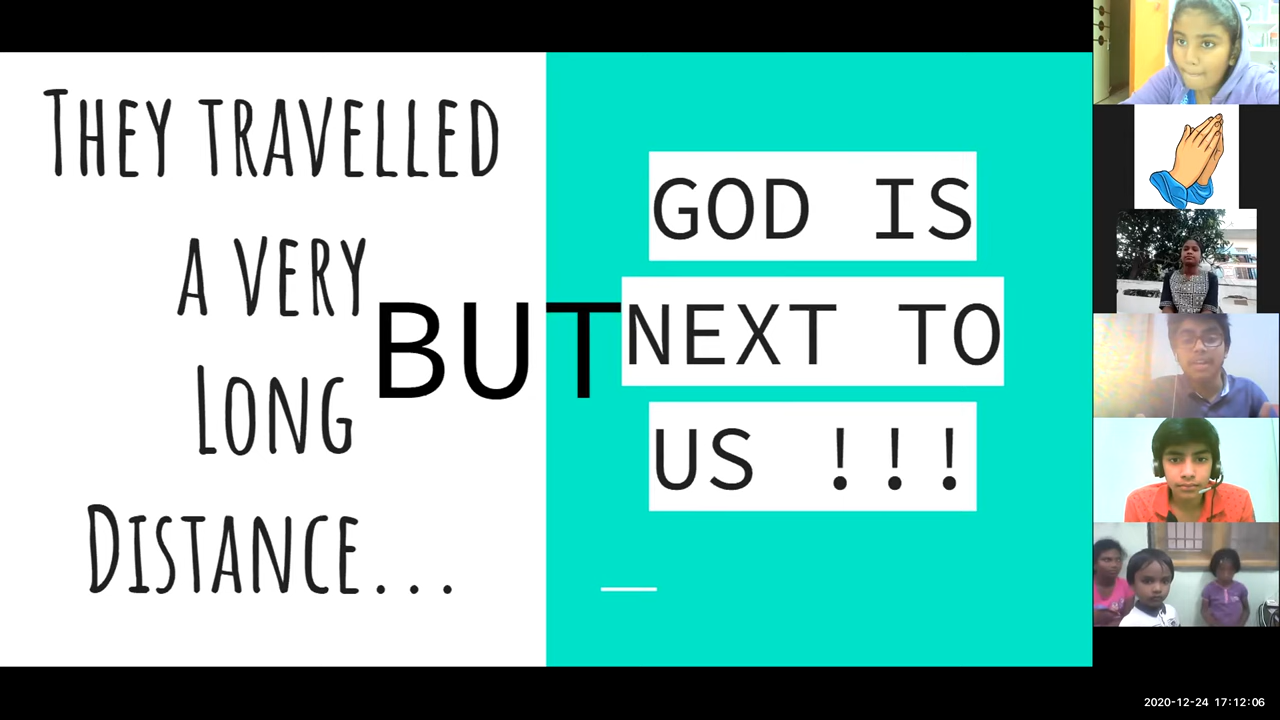 THEY TRAVELLED
A VERY
LONG
DISTANCE...
BUT
GOD IS
NEXT TO
US !!!
2020-12-24 17:12:06